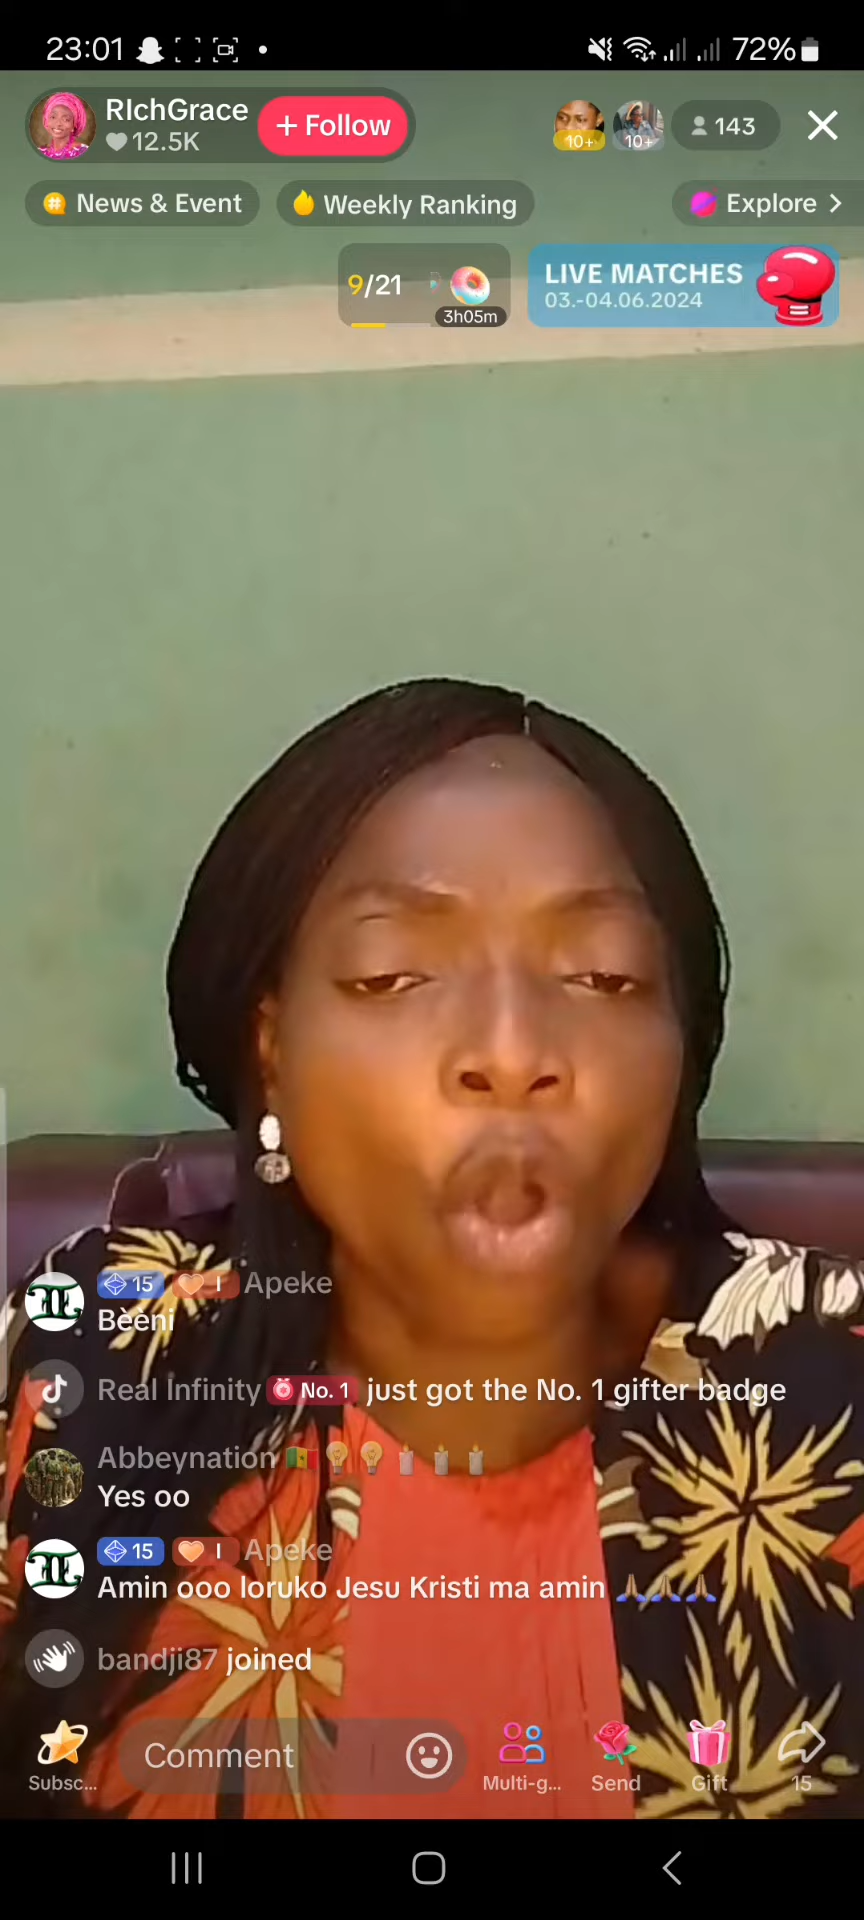 23:01
72%
RIchGrace
12.5K
+ Follow
10+
10+
143
News & Event
Weekly Ranking
Explore >
9/21
3h05m
LIVE MATCHES
03.-04.06.2024
15 I Apeke
Bèèni
Real Infinity No. 1 just got the No. 1 gifter badge
Abbeynation
Yes oo
15 I Apeke
Amin ooo loruko Jesu Kristi ma amin
bandji87 joined
Comment
Subsc...
Multi-g...
Send
Gift
15